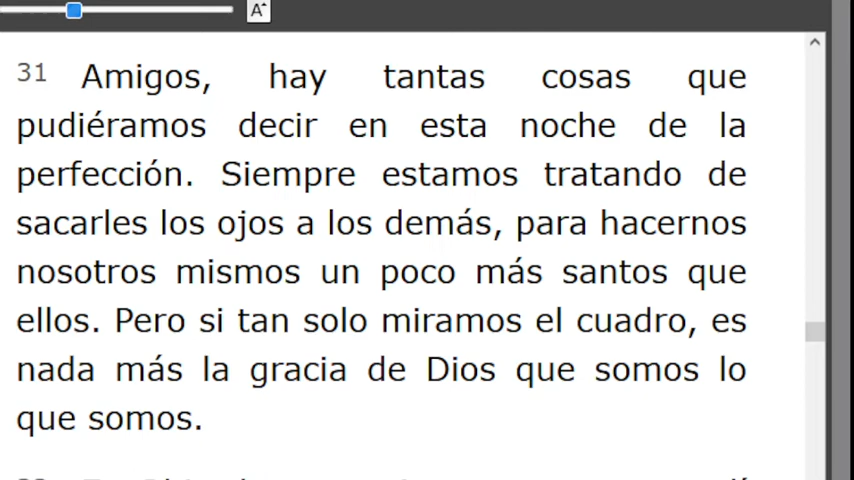 A
31 Amigos, hay tantas cosas que
pudiéramos decir en esta noche de la
perfección. Siempre estamos tratando de
sacarles los ojos a los demás, para hacernos
nosotros mismos un poco más santos que
ellos. Pero si tan solo miramos el cuadro, es
nada más la gracia de Dios que somos lo
que somos.